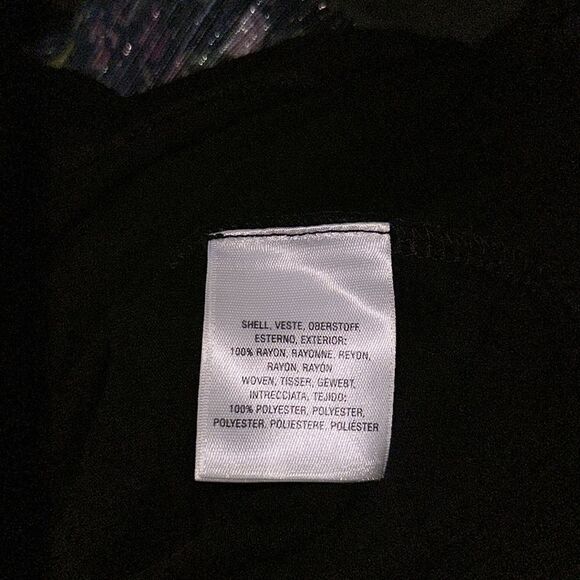 SHELL, VESTE, OBERSTOFF,
ESTERNO, EXTERIOR:
100% RAYON, RAYONNE, REYON,
RAYON, RAYÓN
WOVEN, TISSER, GEWEBT,
INTRECCIATA, TEJIDO:
100% POLYESTER, POLYESTER,
POLYESTER, POLIESTERE, POLIÉSTER